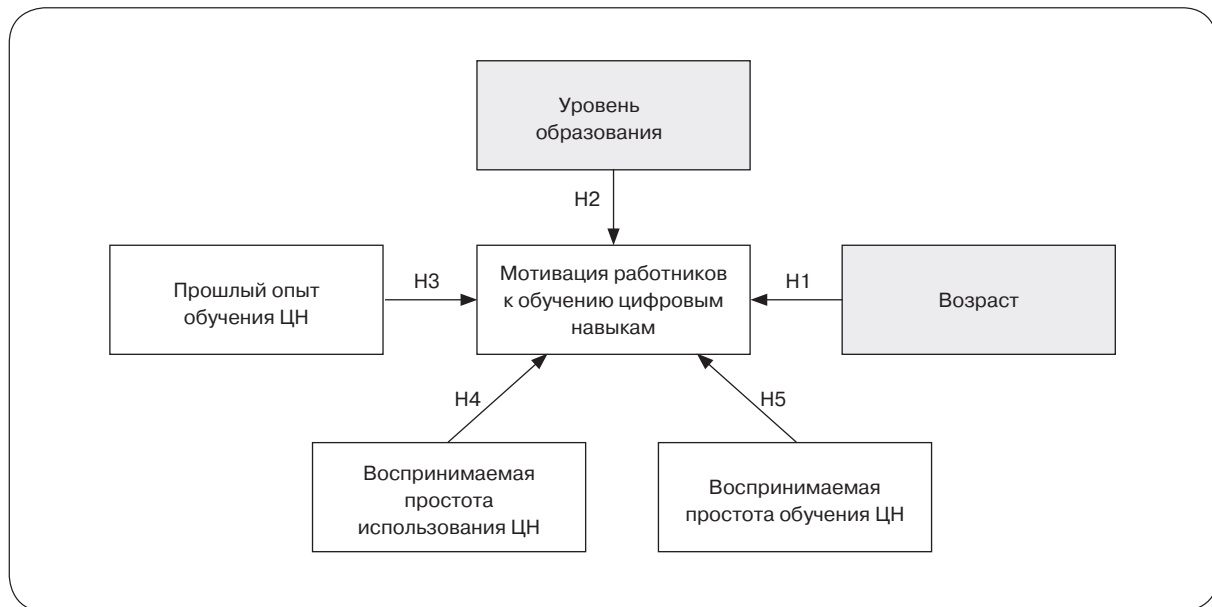 Уровень
образования
H2
Прошлый опыт
обучения ЦН
H3
Мотивация работников
к обучению цифровым
навыкам
H1
Возраст
H4
H5
Воспринимаемая
простота
использования ЦН
Воспринимаемая
простота обучения ЦН